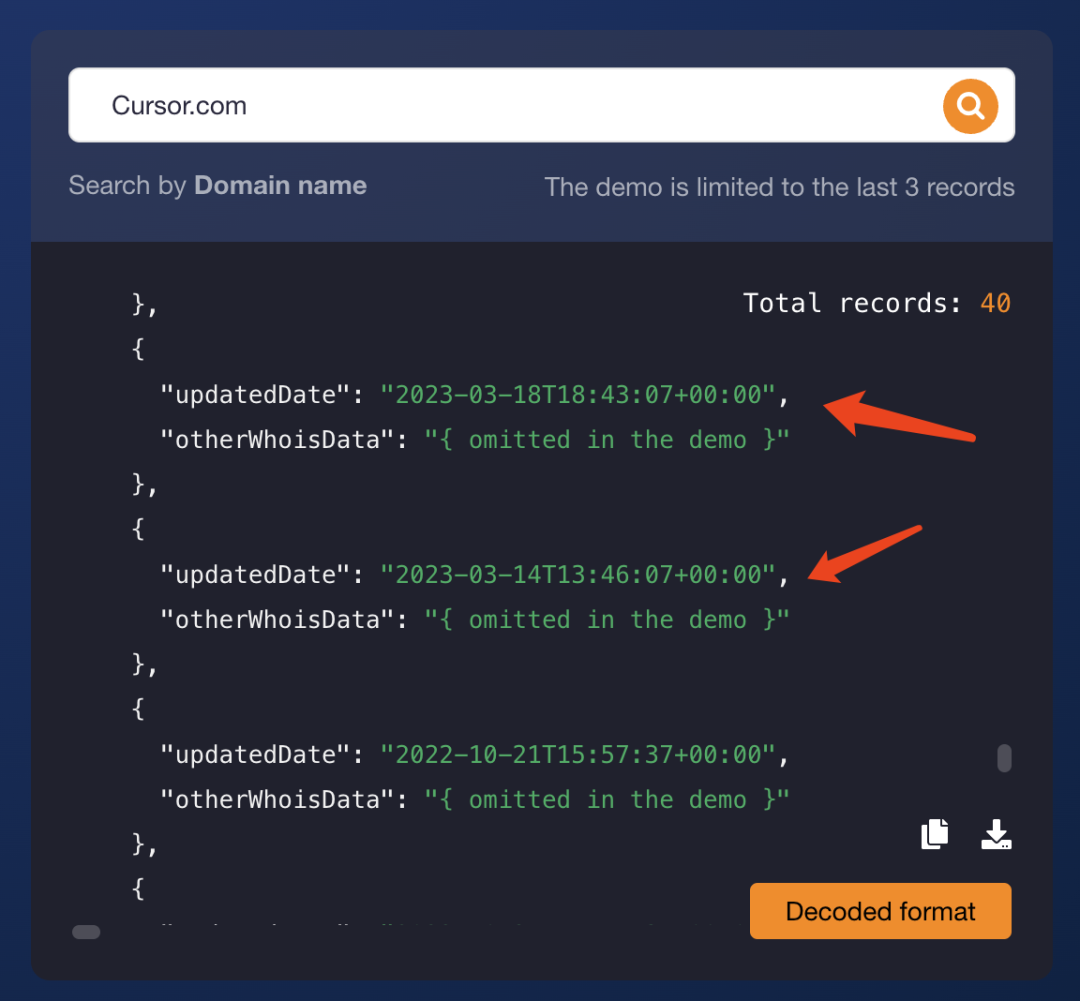 Cursor.com
Search by Domain name
The demo is limited to the last 3 records
Total records: 40
},
{
"updatedDate": "2023-03-18T18:43:07+00:00",
"otherWhoisData": "{ omitted in the demo }"
},
{
"updatedDate": "2023-03-14T13:46:07+00:00",
"otherWhoisData": "{ omitted in the demo }"
},
{
"updatedDate": "2022-10-21T15:57:37+00:00",
"otherWhoisData": "{ omitted in the demo }"
},
{
Decoded format